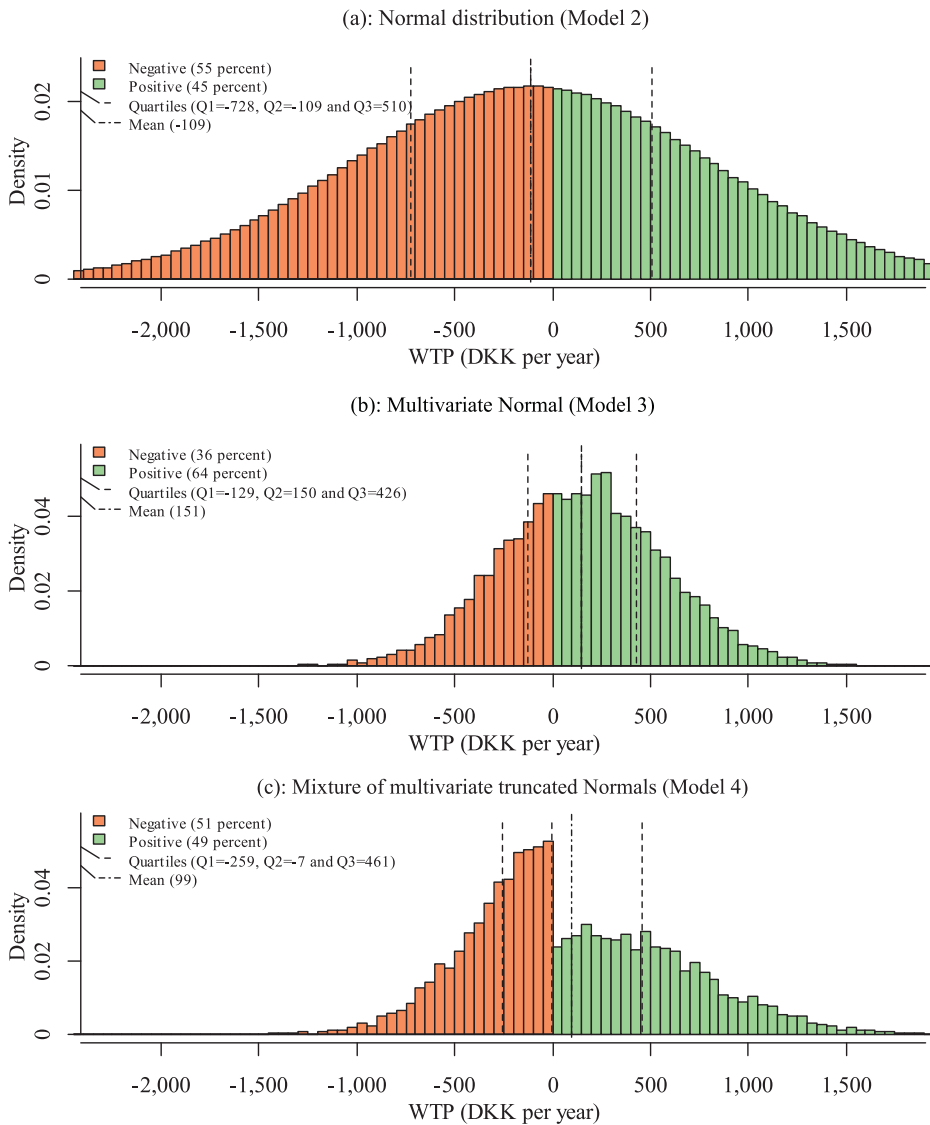 (a): Normal distribution (Model 2)
Negative (55 percent)
Positive (45 percent)
Quartiles (Q1=-728, Q2=-109 and Q3=510)
Mean (-109)
Density
0 0.01 0.02
-2,000 -1,500 -1,000 -500 0 500 1,000 1,500
WTP (DKK per year)
(b): Multivariate Normal (Model 3)
Negative (36 percent)
Positive (64 percent)
Quartiles (Q1=-129, Q2=150 and Q3=426)
Mean (151)
Density
0 0.02 0.04
-2,000 -1,500 -1,000 -500 0 500 1,000 1,500
WTP (DKK per year)
(c): Mixture of multivariate truncated Normals (Model 4)
Negative (51 percent)
Positive (49 percent)
Quartiles (Q1=-259, Q2=-7 and Q3=461)
Mean (99)
Density
0 0.02 0.04
-2,000 -1,500 -1,000 -500 0 500 1,000 1,500
WTP (DKK per year)